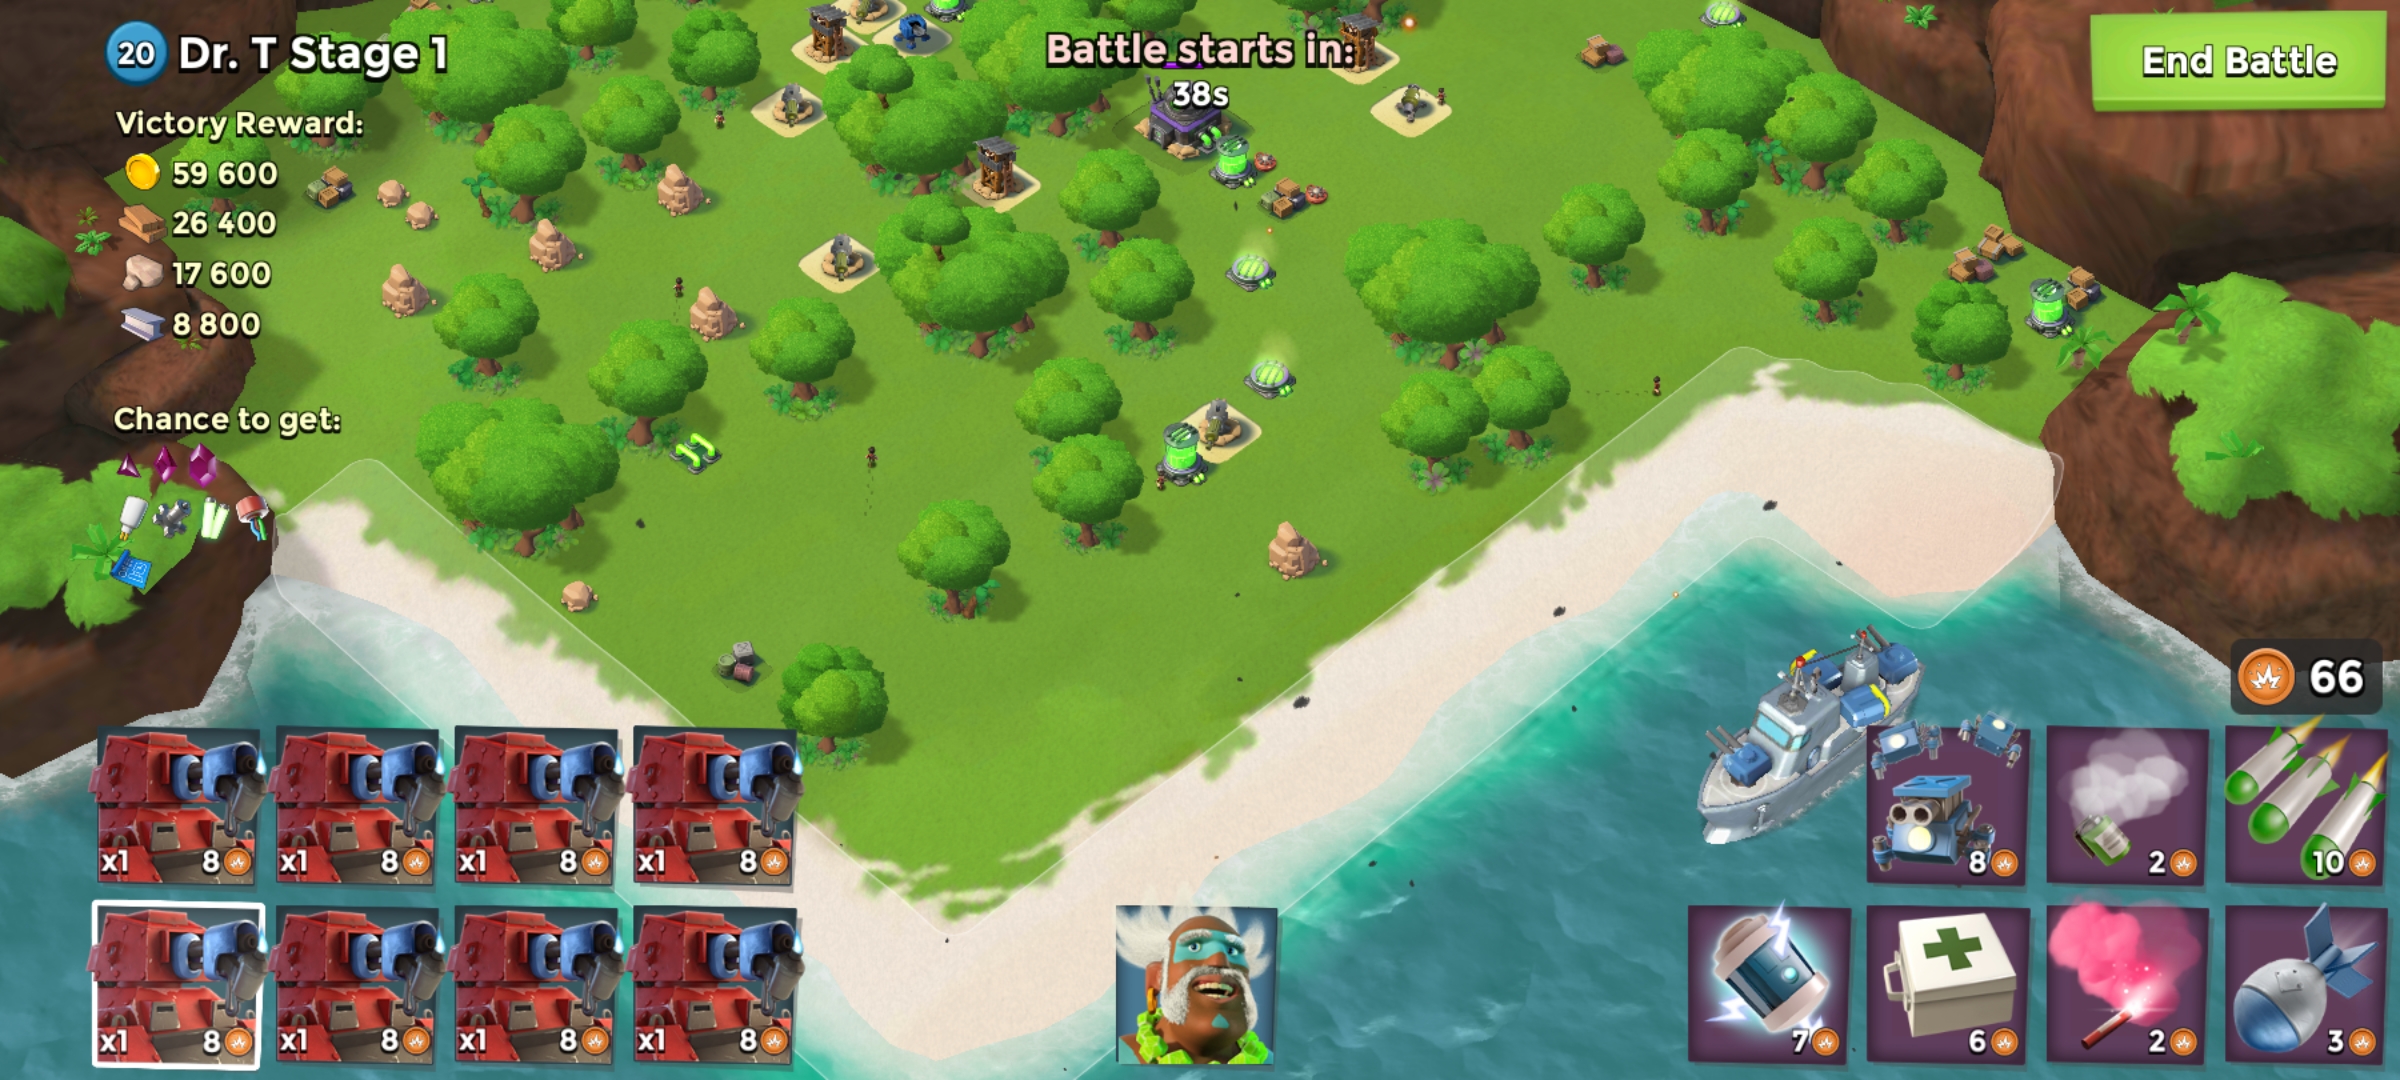 20 Dr. T Stage 1
Battle starts in:
38s
End Battle
Victory Reward:
59 600
26 400
17 600
8 800
Chance to get:
66
x1 8
x1 8
x1 8
x1 8
8
2
10
x1 8
x1 8
x1 8
x1 8
7
6
2
3